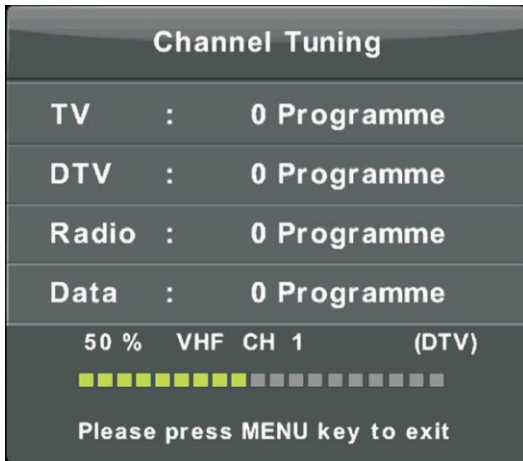 Channel Tuning
TV : 0 Programme
DTV : 0 Programme
Radio : 0 Programme
Data : 0 Programme
50 % VHF CH 1 (DTV)
Please press MENU key to exit